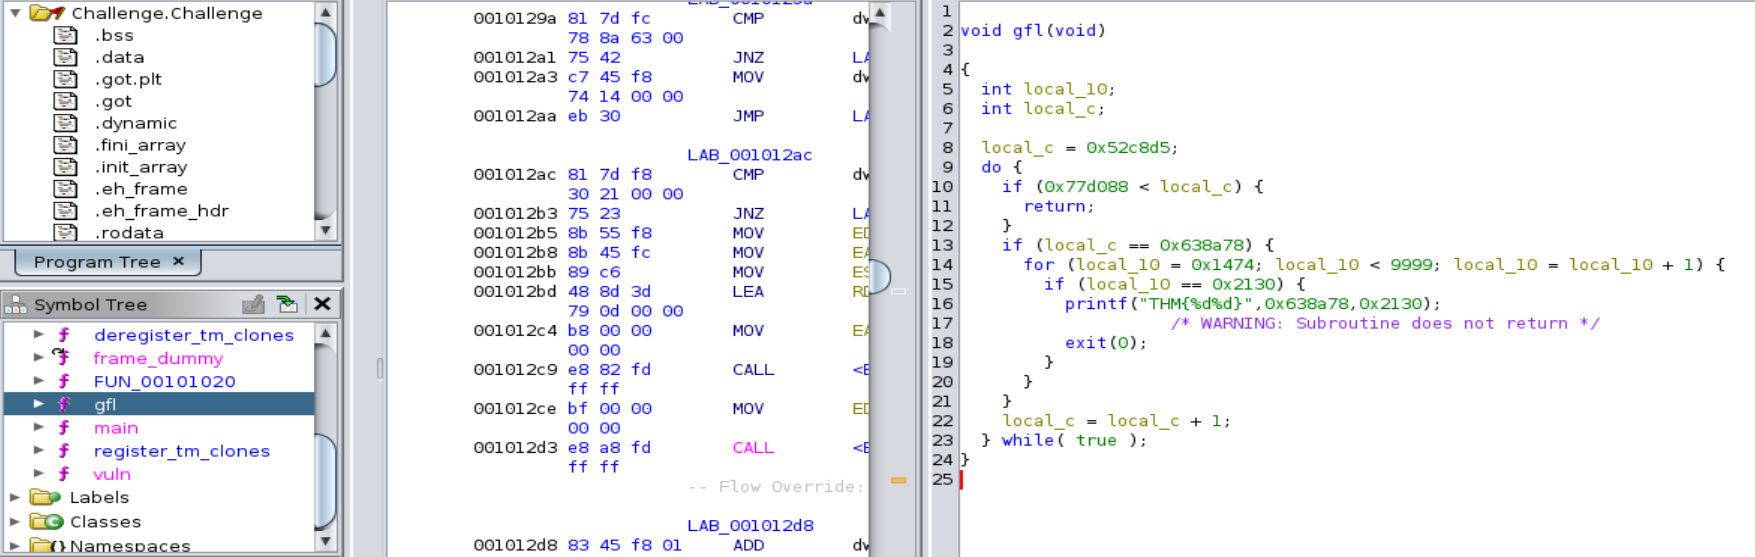 Challenge.Challenge
.bss
.data
.got.plt
.got
.dynamic
.fini_array
.init_array
.eh_frame
.eh_frame_hdr
.rodata
Program Tree ×
Symbol Tree
deregister_tm_clones
frame_dummy
FUN_00101020
gfl
main
register_tm_clones
vuln
Labels
Classes
Namespaces
0010129a 81 7d fc CMP dw
78 8a 63 00
001012a1 75 42 JNZ LA
001012a3 c7 45 f8 MOV dw
74 14 00 00
001012aa eb 30 JMP LA
LAB_001012ac
001012ac 81 7d f8 CMP dw
30 21 00 00
001012b3 75 23 JNZ LA
001012b5 8b 55 f8 MOV ED
001012b8 8b 45 fc MOV EA
001012bb 89 c6 MOV ES
001012bd 48 8d 3d LEA RD
79 0d 00 00
001012c4 b8 00 00 MOV EA
00 00
001012c9 e8 82 fd CALL <E
ff ff
001012ce bf 00 00 MOV ED
00 00
001012d3 e8 a8 fd CALL <E
ff ff
-- Flow Override:
LAB_001012d8
001012d8 83 45 f8 01 ADD dw
1
2 void gfl(void)
3
4 {
5 int local_10;
6 int local_c;
7
8 local_c = 0x52c8d5;
9 do {
10 if (0x77d088 < local_c) {
11 return;
12 }
13 if (local_c == 0x638a78) {
14 for (local_10 = 0x1474; local_10 < 9999; local_10 = local_10 + 1) {
15 if (local_10 == 0x2130) {
16 printf("THM{%d%d}",0x638a78,0x2130);
17 /* WARNING: Subroutine does not return */
18 exit(0);
19 }
20 }
21 }
22 local_c = local_c + 1;
23 } while( true );
24 }
25